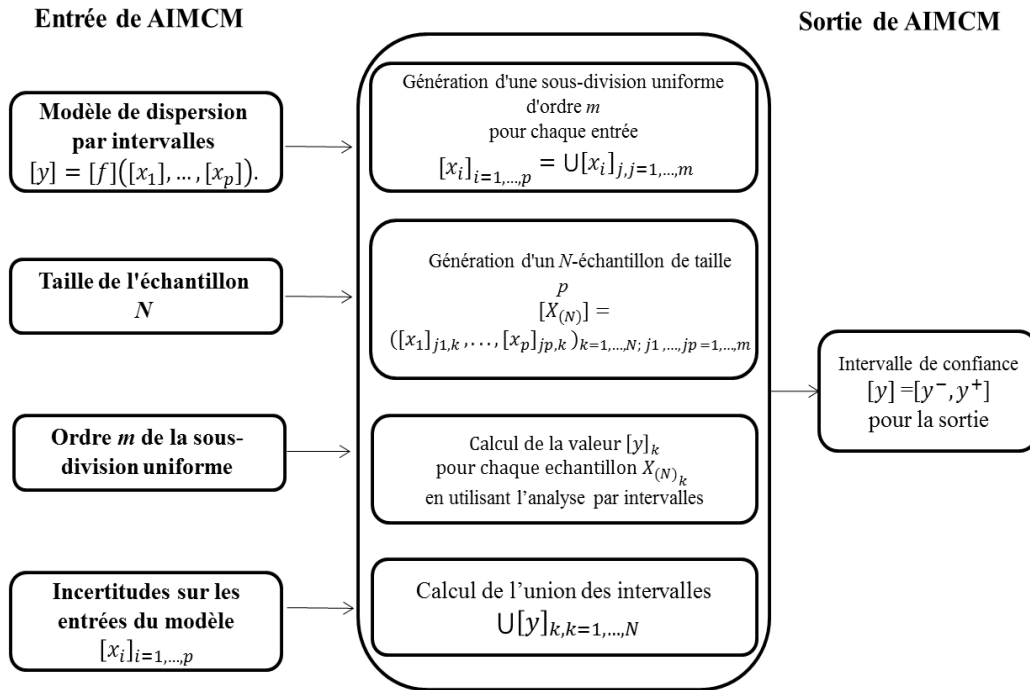 Entrée de AIMCM
Modèle de dispersion
par intervalles
[y] = [f]([x₁], … , [xₚ]).
Taille de l'échantillon
N
Ordre m de la sous-
division uniforme
Incertitudes sur les
entrées du modèle
[xᵢ]ᵢ₌₁,…,ₚ
Génération d'une sous-division uniforme
d'ordre m
pour chaque entrée
[xᵢ]ᵢ₌₁,…,ₚ = ∪[xᵢ]ⱼ,ⱼ₌₁,…,ₘ
Génération d'un N-échantillon de taille
p
[X₍N₎] =
([x₁]j1,k , . . . , [xₚ]jp,k )k=1,…,N; j1 ,…,jp =1,…,m
Calcul de la valeur [y]ₖ
pour chaque echantillon X₍N₎ₖ
en utilisant l’analyse par intervalles
Calcul de l’union des intervalles
∪[y]k,k=1,…,N
Sortie de AIMCM
Intervalle de confiance
[y] =[y⁻, y⁺]
pour la sortie